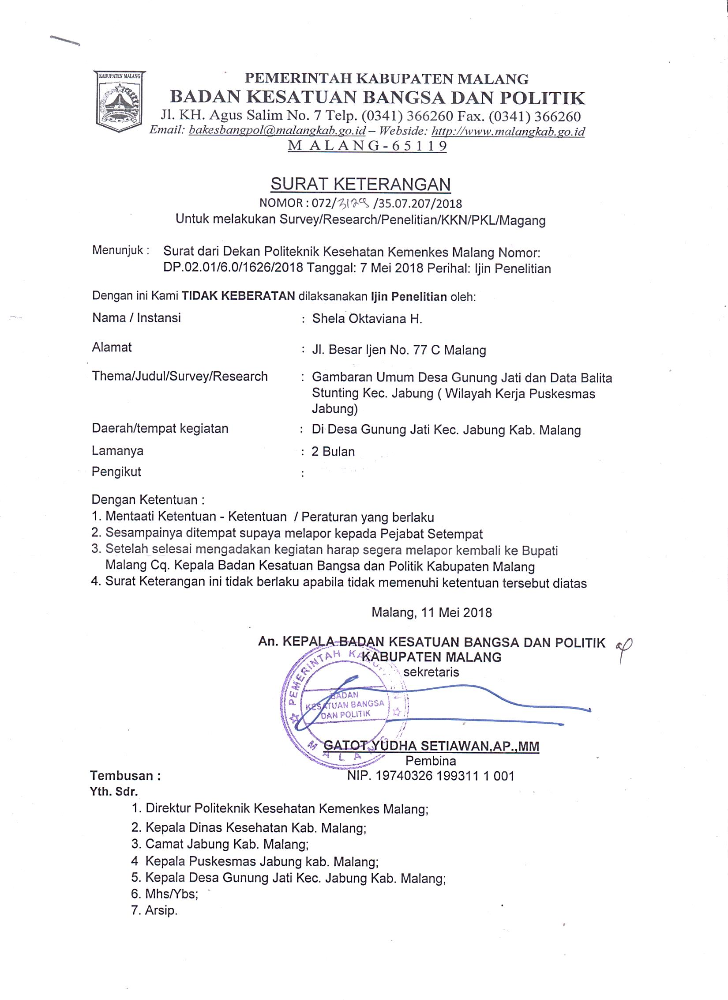 KABUPATEN MALANG
PEMERINTAH KABUPATEN MALANG
BADAN KESATUAN BANGSA DAN POLITIK
Jl. KH. Agus Salim No. 7 Telp. (0341) 366260 Fax. (0341) 366260
Email: bakesbangpol@malangkab.go.id – Webside: http://www.malangkab.go.id
M A L A N G - 6 5 1 1 9
SURAT KETERANGAN
NOMOR : 072/ /35.07.207/2018
Untuk melakukan Survey/Research/Penelitian/KKN/PKL/Magang
Menunjuk : Surat dari Dekan Politeknik Kesehatan Kemenkes Malang Nomor:
DP.02.01/6.0/1626/2018 Tanggal: 7 Mei 2018 Perihal: Ijin Penelitian
Dengan ini Kami TIDAK KEBERATAN dilaksanakan Ijin Penelitian oleh:
Nama / Instansi : Shela Oktaviana H.
Alamat : Jl. Besar Ijen No. 77 C Malang
Thema/Judul/Survey/Research : Gambaran Umum Desa Gunung Jati dan Data Balita
Stunting Kec. Jabung ( Wilayah Kerja Puskesmas
Jabung)
Daerah/tempat kegiatan : Di Desa Gunung Jati Kec. Jabung Kab. Malang
Lamanya : 2 Bulan
Pengikut :
Dengan Ketentuan :
1. Mentaati Ketentuan - Ketentuan / Peraturan yang berlaku
2. Sesampainya ditempat supaya melapor kepada Pejabat Setempat
3. Setelah selesai mengadakan kegiatan harap segera melapor kembali ke Bupati
Malang Cq. Kepala Badan Kesatuan Bangsa dan Politik Kabupaten Malang
4. Surat Keterangan ini tidak berlaku apabila tidak memenuhi ketentuan tersebut diatas
Malang, 11 Mei 2018
An. KEPALA BADAN KESATUAN BANGSA DAN POLITIK
KABUPATEN MALANG
sekretaris
PEMERINTAH
BADAN
KESATUAN BANGSA
DAN POLITIK
MALANG
GATOT YUDHA SETIAWAN,AP.,MM
Pembina
NIP. 19740326 199311 1 001
Tembusan :
Yth. Sdr.
1. Direktur Politeknik Kesehatan Kemenkes Malang;
2. Kepala Dinas Kesehatan Kab. Malang;
3. Camat Jabung Kab. Malang;
4 Kepala Puskesmas Jabung kab. Malang;
5. Kepala Desa Gunung Jati Kec. Jabung Kab. Malang;
6. Mhs/Ybs;
7. Arsip.